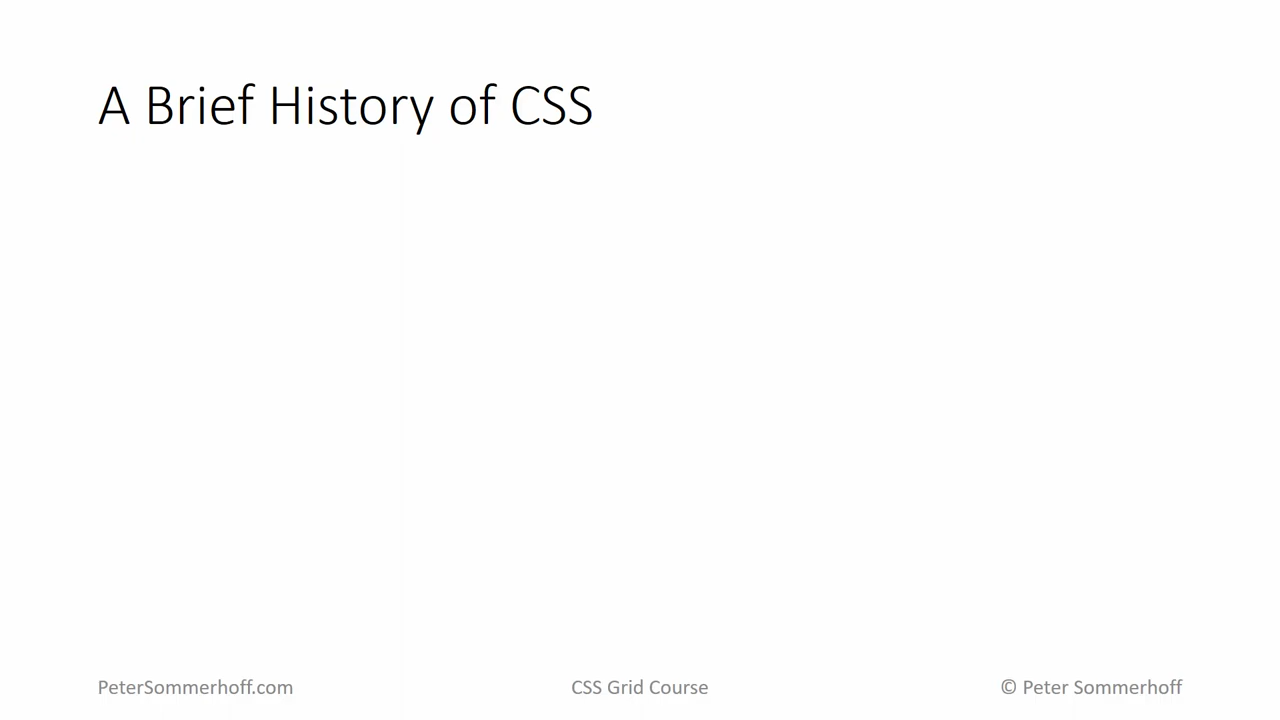 A Brief History of CSS
PeterSommerhoff.com
CSS Grid Course
© Peter Sommerhoff